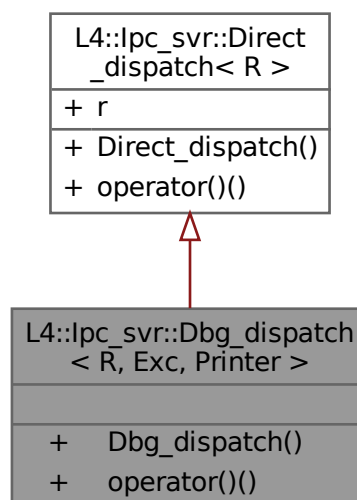 L4::Ipc_svr::Direct
_dispatch< R >
+ r
+ Direct_dispatch()
+ operator()()
L4::Ipc_svr::Dbg_dispatch
< R, Exc, Printer >
+ Dbg_dispatch()
+ operator()()